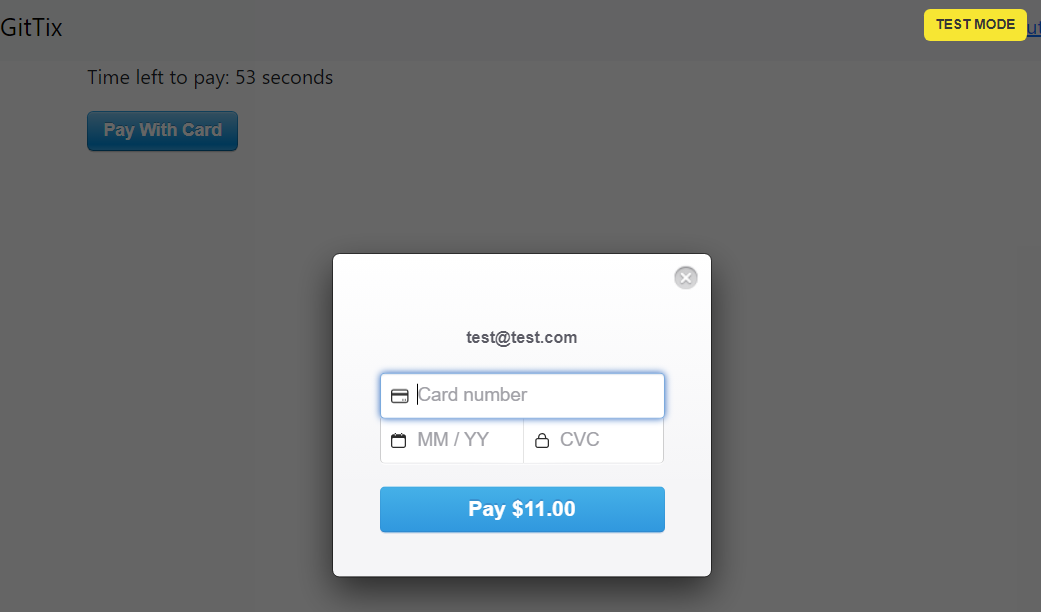 GitTix
TEST MODE
Time left to pay: 53 seconds
Pay With Card
test@test.com
Card number
MM / YY
CVC
Pay $11.00